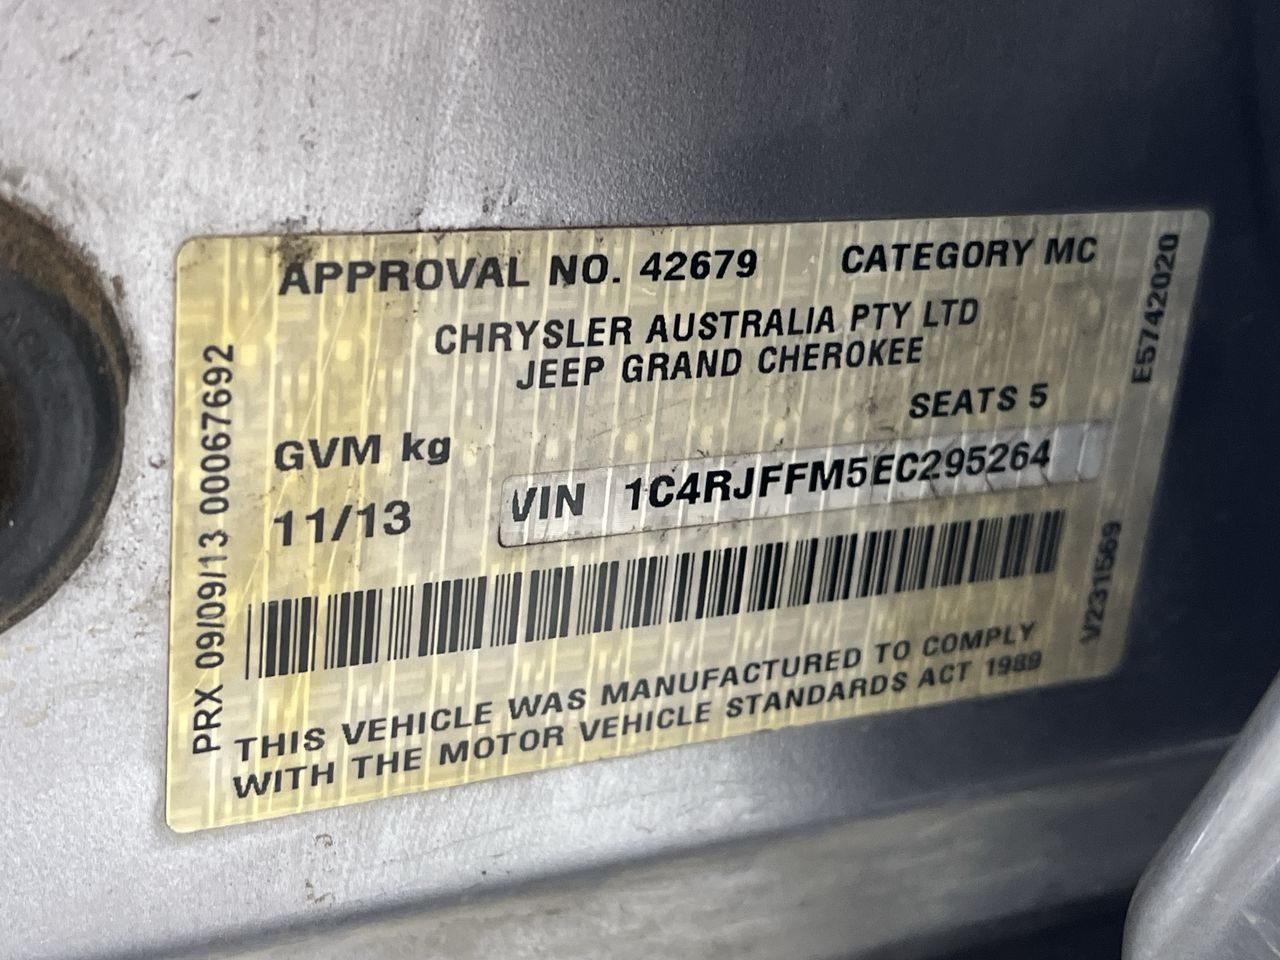 APPROVAL NO. 42679 CATEGORY MC
CHRYSLER AUSTRALIA PTY LTD
JEEP GRAND CHEROKEE
SEATS 5
GVM kg
VIN 1C4RJFFM5EC295264
11/13
THIS VEHICLE WAS MANUFACTURED TO COMPLY
WITH THE MOTOR VEHICLE STANDARDS ACT 1989
PRX 09/09/13 00067692
E5742020
V231569